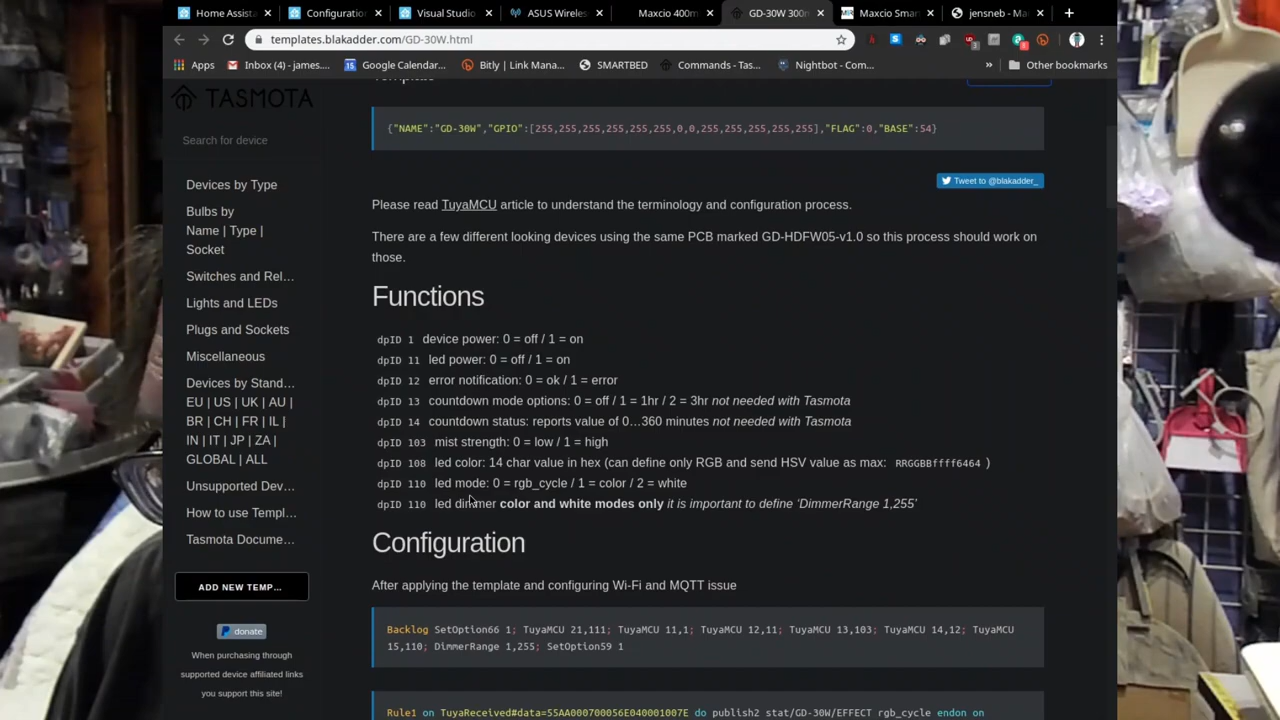 Home Assista
Configuration
Visual Studio
ASUS Wireles
Maxcio 400m
GD-30W 300m
Maxcio Smar
jensneb - Ma
templates.blakadder.com/GD-30W.html
Apps
Inbox (4) - james...
Google Calendar...
Bitly | Link Mana...
SMARTBED
Commands - Tas...
Nightbot - Com...
»
Other bookmarks
TASMOTA
Search for device
Devices by Type
Bulbs by
Name | Type |
Socket
Switches and Rel...
Lights and LEDs
Plugs and Sockets
Miscellaneous
Devices by Stand...
EU | US | UK | AU |
BR | CH | FR | IL |
IN | IT | JP | ZA |
GLOBAL | ALL
Unsupported Dev...
How to use Templ...
Tasmota Docume...
ADD NEW TEMP...
donate
When purchasing through
supported device affiliated links
you support this site!
{"NAME":"GD-30W","GPIO":[255,255,255,255,255,255,0,0,255,255,255,255,255],"FLAG":0,"BASE":54}
Tweet to @blakadder_
Please read TuyaMCU article to understand the terminology and configuration process.
There are a few different looking devices using the same PCB marked GD-HDFW05-v1.0 so this process should work on
those.
Functions
dpID 1 device power: 0 = off / 1 = on
dpID 11 led power: 0 = off / 1 = on
dpID 12 error notification: 0 = ok / 1 = error
dpID 13 countdown mode options: 0 = off / 1 = 1hr / 2 = 3hr not needed with Tasmota
dpID 14 countdown status: reports value of 0…360 minutes not needed with Tasmota
dpID 103 mist strength: 0 = low / 1 = high
dpID 108 led color: 14 char value in hex (can define only RGB and send HSV value as max: RRGGBBffff6464 )
dpID 110 led mode: 0 = rgb_cycle / 1 = color / 2 = white
dpID 110 led dimmer color and white modes only it is important to define ‘DimmerRange 1,255’
Configuration
After applying the template and configuring Wi-Fi and MQTT issue
Backlog SetOption66 1; TuyaMCU 21,111; TuyaMCU 11,1; TuyaMCU 12,11; TuyaMCU 13,103; TuyaMCU 14,12; TuyaMCU
15,110; DimmerRange 1,255; SetOption59 1
Rule1 on TuyaReceived#data=55AA000700056E040001007E do publish2 stat/GD-30W/EFFECT rgb_cycle endon on